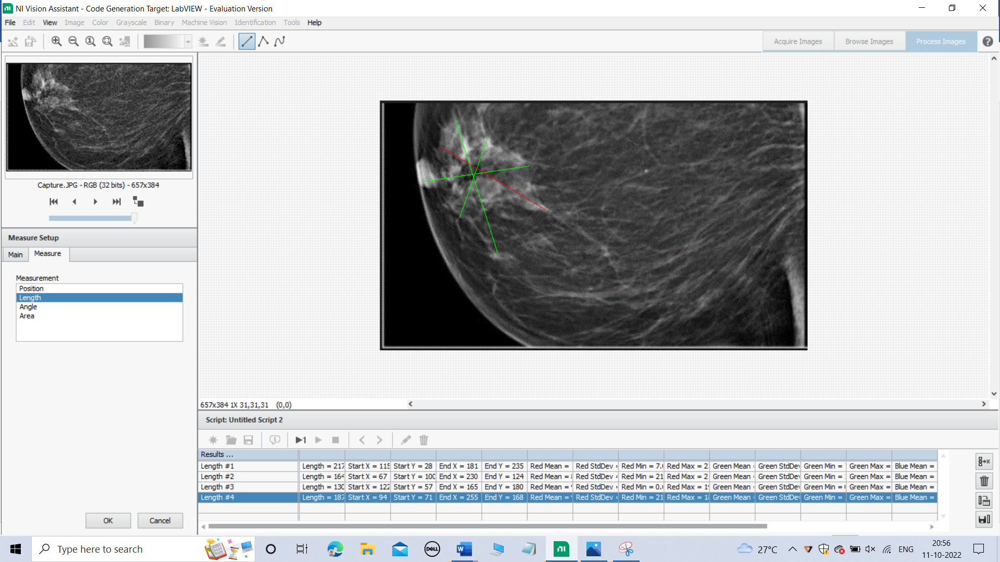 NI Vision Assistant - Code Generation Target: LabVIEW - Evaluation Version
File Edit View Image Color Grayscale Binary Machine Vision Identification Tools Help
Acquire Images Browse Images Process Images
Capture.JPG - RGB (32 bits) - 657x384
Measure Setup
Main Measure
Measurement
Position
Length
Angle
Area
OK Cancel
657x384 1X 31,31,31 (0,0)
Script: Untitled Script 2
Results ...
Length #1 Length = 217 Start X = 115 Start Y = 28 End X = 181 End Y = 235 Red Mean = Red StdDev = Red Min = 7. Red Max = 2 Green Mean Green StdDe Green Min = Green Max = Blue Mean =
Length #2 Length = 164 Start X = 67 Start Y = 100 End X = 230 End Y = 124 Red Mean = Red StdDev = Red Min = 21 Red Max = 2 Green Mean Green StdDe Green Min = Green Max = Blue Mean =
Length #3 Length = 130 Start X = 122 Start Y = 57 End X = 165 End Y = 180 Red Mean = Red StdDev = Red Min = 0. Red Max = 1 Green Mean Green StdDe Green Min = Green Max = Blue Mean =
Length #4 Length = 187 Start X = 94 Start Y = 71 End X = 255 End Y = 168 Red Mean = Red StdDev = Red Min = 21 Red Max = 1 Green Mean Green StdDe Green Min = Green Max = Blue Mean =
Type here to search
DELL
27°C
ENG
20:56
11-10-2022